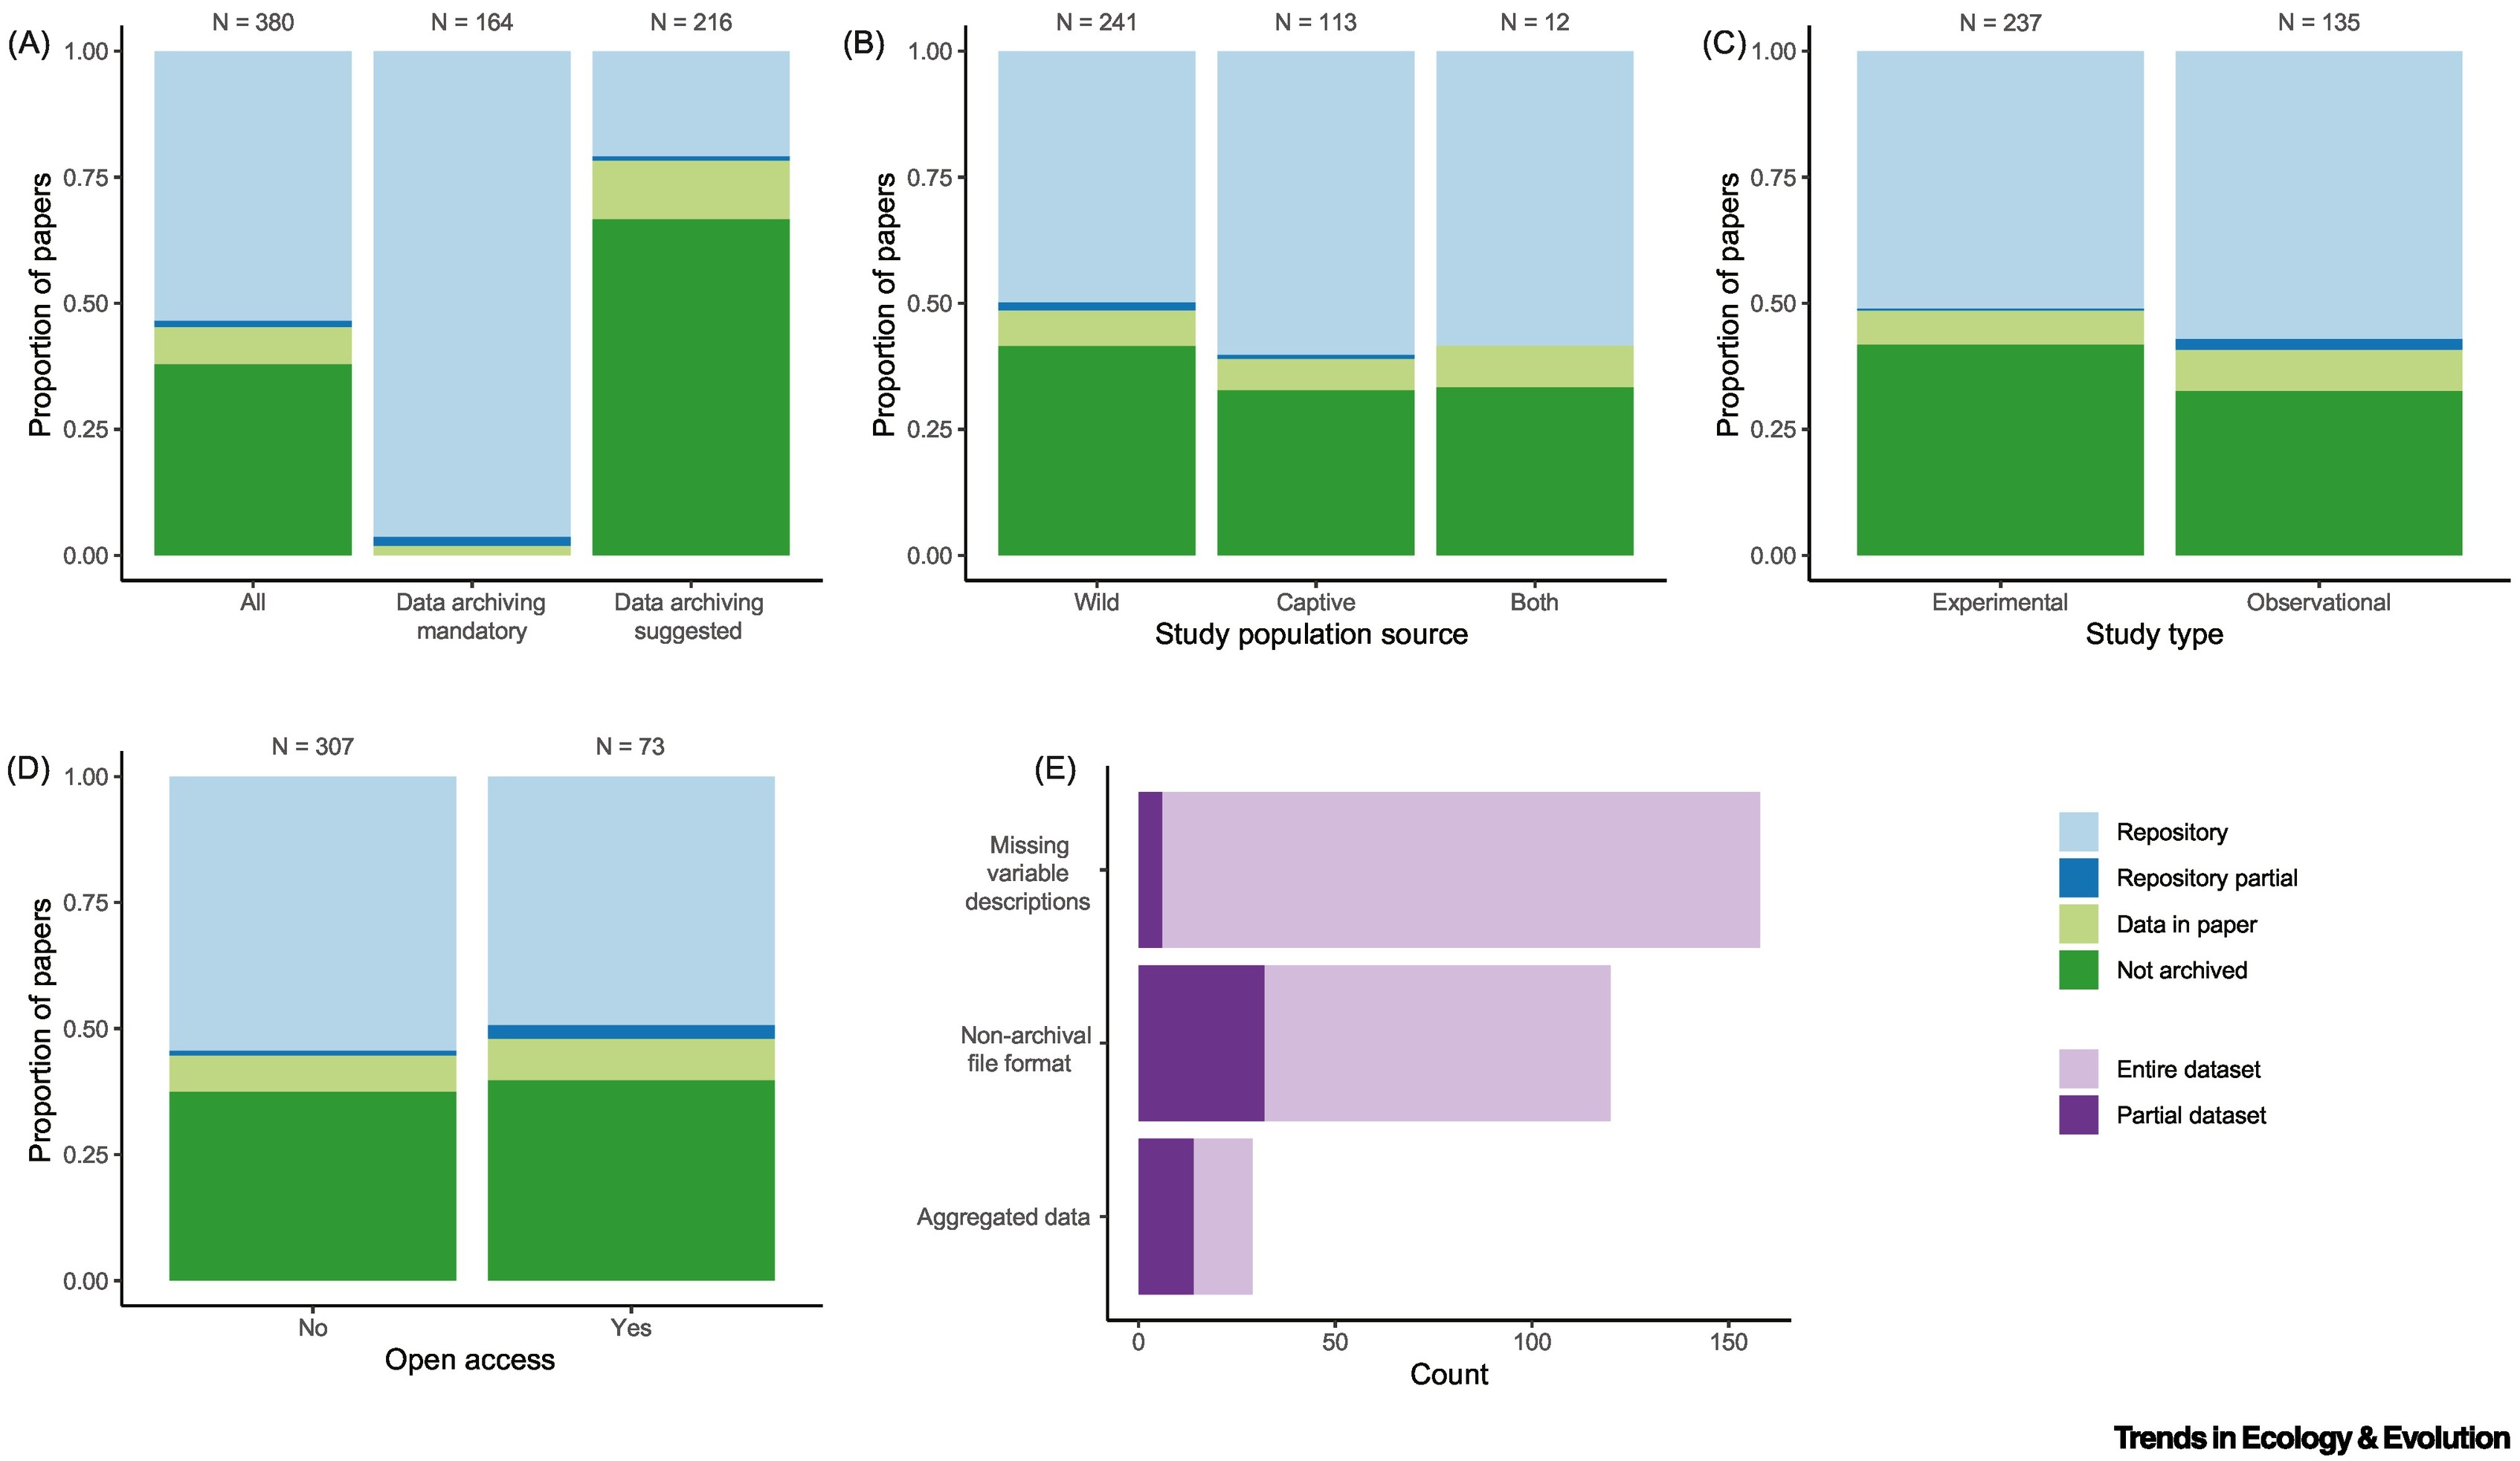 (A)
N = 380
N = 164
N = 216
Proportion of papers
1.00
0.75
0.50
0.25
0.00
All
Data archiving
mandatory
Data archiving
suggested
(B)
N = 241
N = 113
N = 12
Proportion of papers
1.00
0.75
0.50
0.25
0.00
Wild
Captive
Both
Study population source
(C)
N = 237
N = 135
Proportion of papers
1.00
0.75
0.50
0.25
0.00
Experimental
Observational
Study type
(D)
N = 307
N = 73
Proportion of papers
1.00
0.75
0.50
0.25
0.00
No
Yes
Open access
(E)
Missing
variable
descriptions
Non-archival
file format
Aggregated data
0
50
100
150
Count
Repository
Repository partial
Data in paper
Not archived
Entire dataset
Partial dataset
Trends in Ecology & Evolution